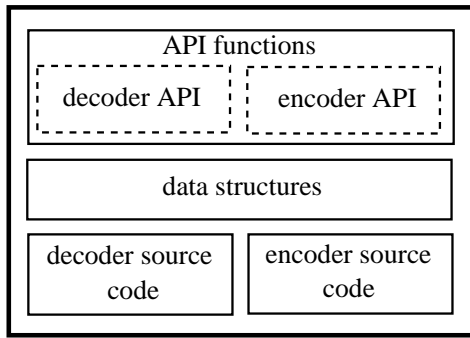 API functions
decoder API
encoder API
data structures
decoder source
code
encoder source
code